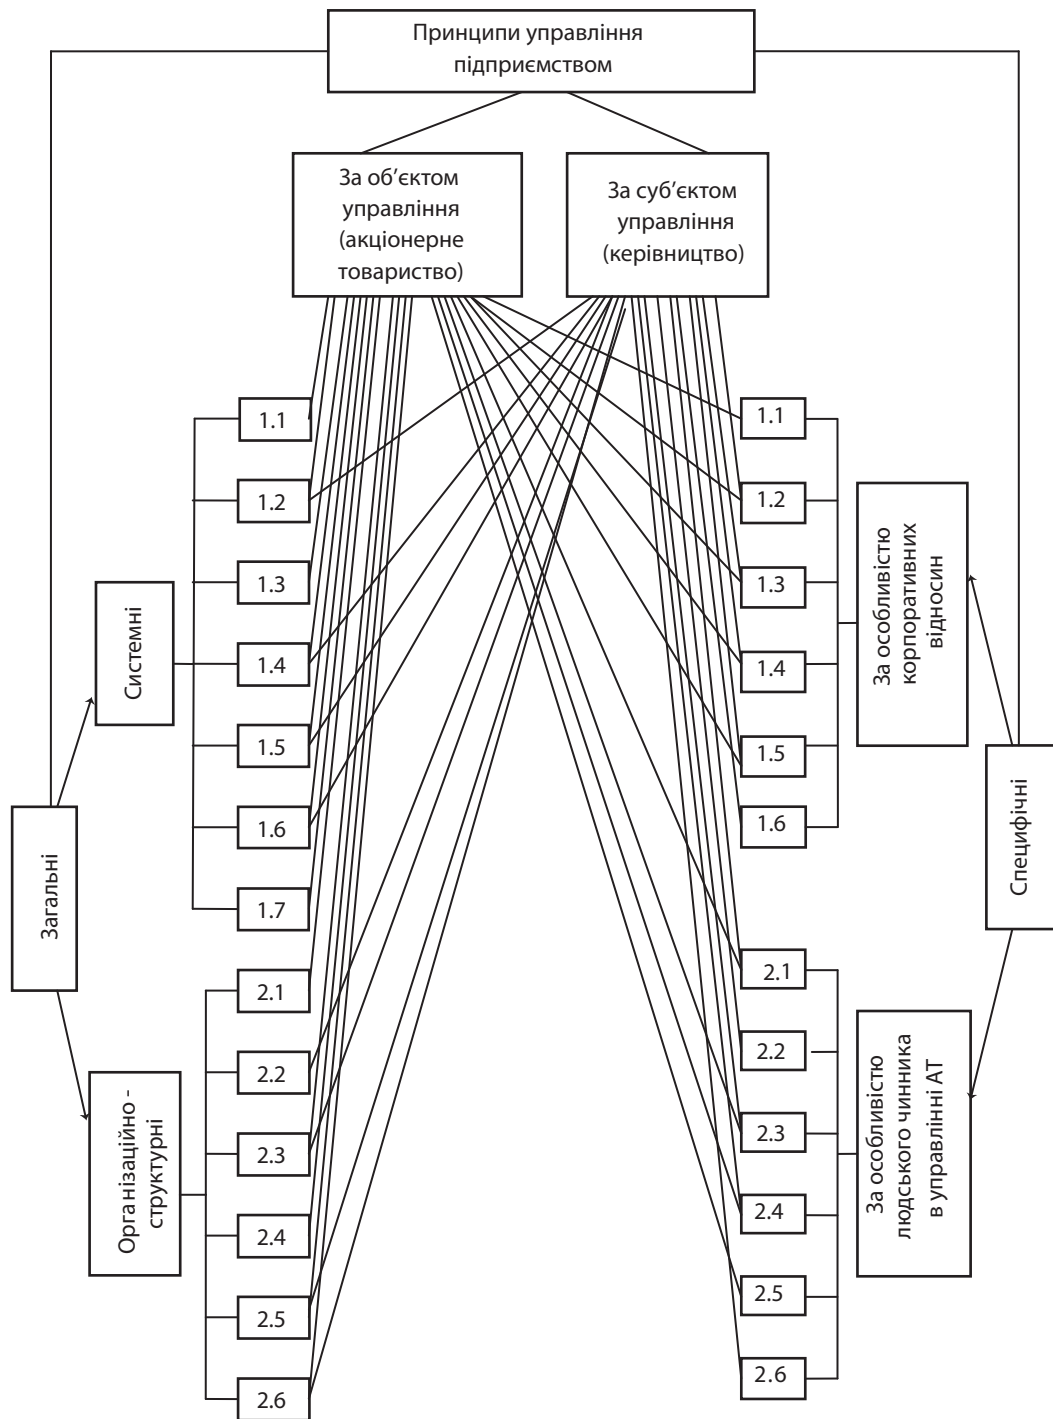 Принципи управління
підприємством
За об’єктом
управління
(акціонерне
товариство)
За суб’єктом
управління
(керівництво)
Загальні
Системні
1.1
1.2
1.3
1.4
1.5
1.6
1.7
Організаційно -
структурні
2.1
2.2
2.3
2.4
2.5
2.6
1.1
1.2
1.3
1.4
1.5
1.6
За особливістю
корпоративних
відносин
2.1
2.2
2.3
2.4
2.5
2.6
За особливістю
людського чинника
в управлінні АТ
Специфічні